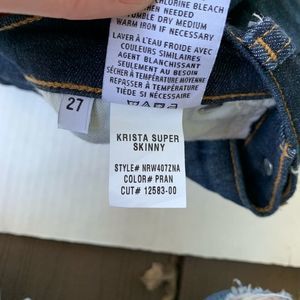 CHLORINE BLEACH
WHEN NEEDED
TUMBLE DRY MEDIUM
WARM IRON IF NECESSARY
LAVER À L'EAU FROIDE AVEC
COULEURS SIMILAIRES
AGENT BLANCHISSANT
SEULEMENT AU BESOIN
SÉCHER À TEMPÉRATURE MOYENNE
REPASSER À TEMPÉRATURE
TIÈDE SI NÉCESSAIRE
27
KRISTA SUPER
SKINNY
STYLE# NRW407ZNA
COLOR# PRAN
CUT# 12583-00